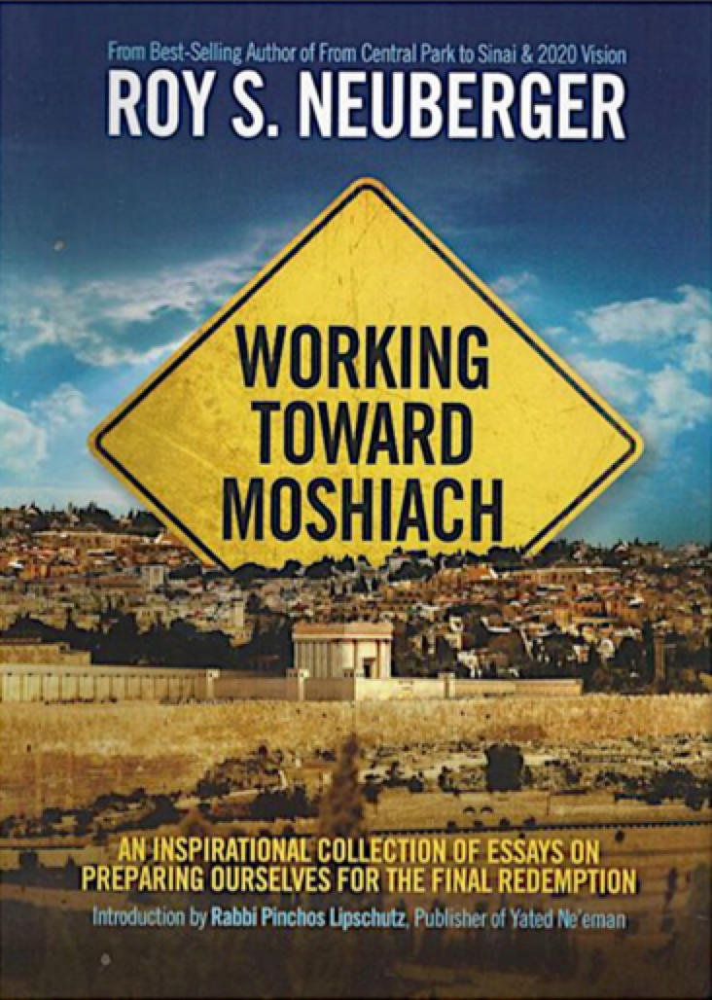 From Best-Selling Author of From Central Park to Sinai & 2020 Vision
ROY S. NEUBERGER
WORKING
TOWARD
MOSHIACH
AN INSPIRATIONAL COLLECTION OF ESSAYS ON
PREPARING OURSELVES FOR THE FINAL REDEMPTION
Introduction by Rabbi Pinchos Lipschutz, Publisher of Yated Ne'eman